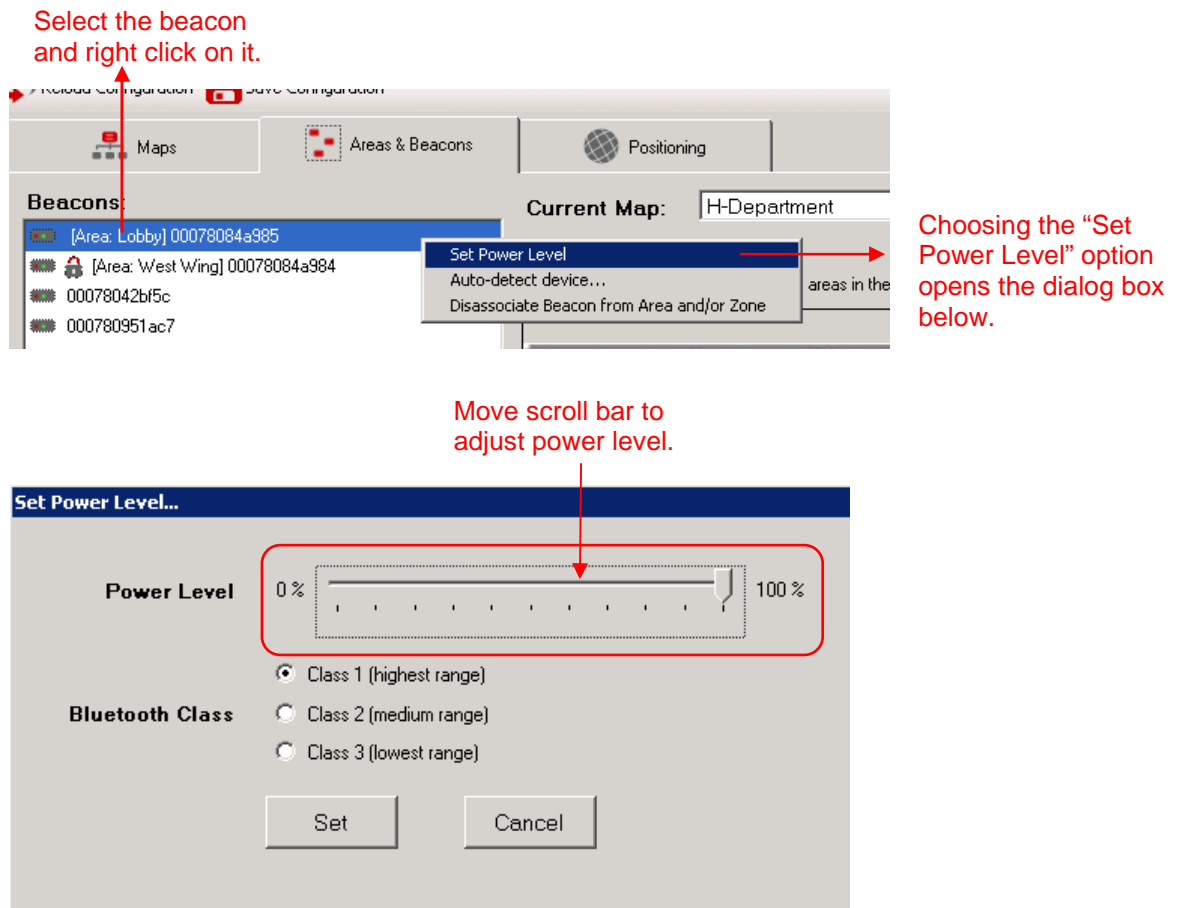 Select the beacon
and right click on it.
Reload Configuration Save Configuration
Maps Areas & Beacons Positioning
Beacons: Current Map: H-Department
[Area: Lobby] 00078084a985
[Area: West Wing] 00078084a984
00078042bf5c
000780951ac7
Set Power Level
Auto-detect device...
Disassociate Beacon from Area and/or Zone
areas in the
Choosing the “Set
Power Level” option
opens the dialog box
below.
Move scroll bar to
adjust power level.
Set Power Level...
Power Level 0 % 100 %
Bluetooth Class
Class 1 (highest range)
Class 2 (medium range)
Class 3 (lowest range)
Set Cancel